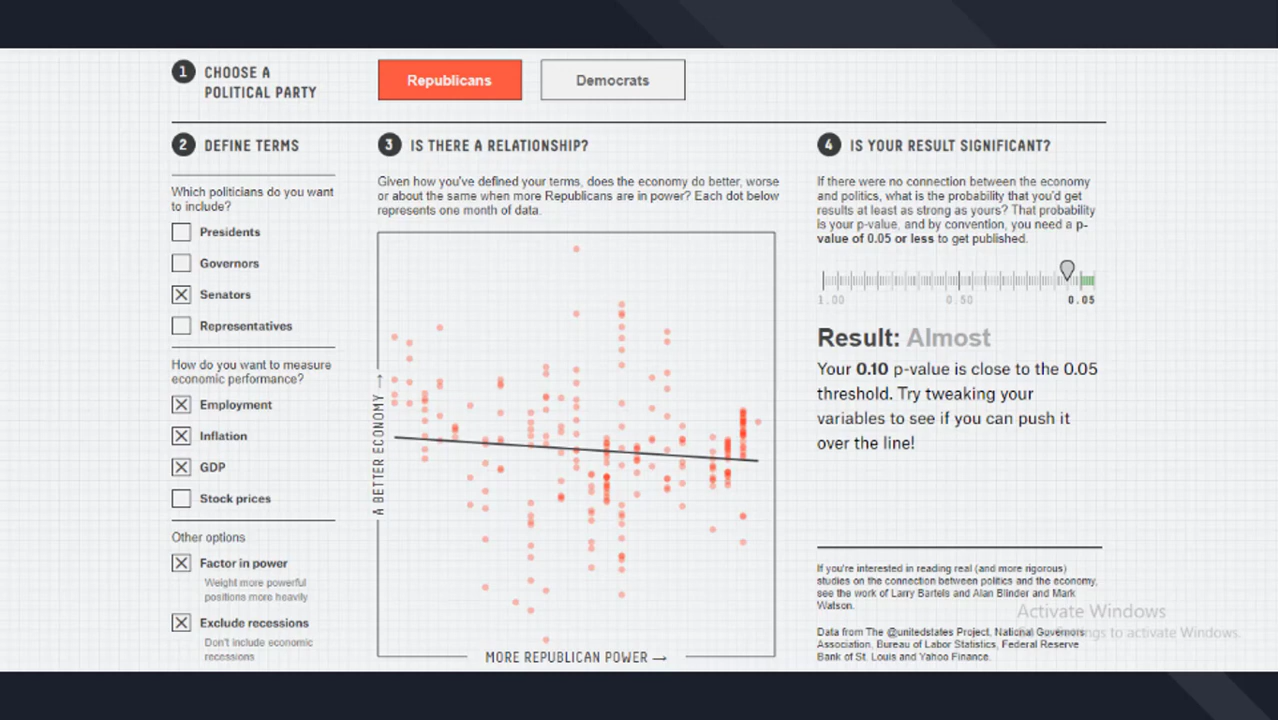 1 CHOOSE A
POLITICAL PARTY
Republicans
Democrats
2 DEFINE TERMS
Which politicians do you want
to include?
Presidents
Governors
Senators
Representatives
How do you want to measure
economic performance?
Employment
Inflation
GDP
Stock prices
Other options
Factor in power
Weight more powerful
positions more heavily
Exclude recessions
Don't include economic
recessions
3 IS THERE A RELATIONSHIP?
Given how you've defined your terms, does the economy do better, worse
or about the same when more Republicans are in power? Each dot below
represents one month of data.
A BETTER ECONOMY →
MORE REPUBLICAN POWER →
4 IS YOUR RESULT SIGNIFICANT?
If there were no connection between the economy
and politics, what is the probability that you'd get
results at least as strong as yours? That probability
is your p-value, and by convention, you need a p-
value of 0.05 or less to get published.
1.00 0.50 0.05
Result: Almost
Your 0.10 p-value is close to the 0.05
threshold. Try tweaking your
variables to see if you can push it
over the line!
If you're interested in reading real (and more rigorous)
studies on the connection between politics and the economy,
see the work of Larry Bartels and Alan Blinder and Mark
Watson.
Data from The @unitedstates Project, National Governors
Association, Bureau of Labor Statistics, Federal Reserve
Bank of St. Louis and Yahoo Finance.
Activate Windows
to activate Windows.